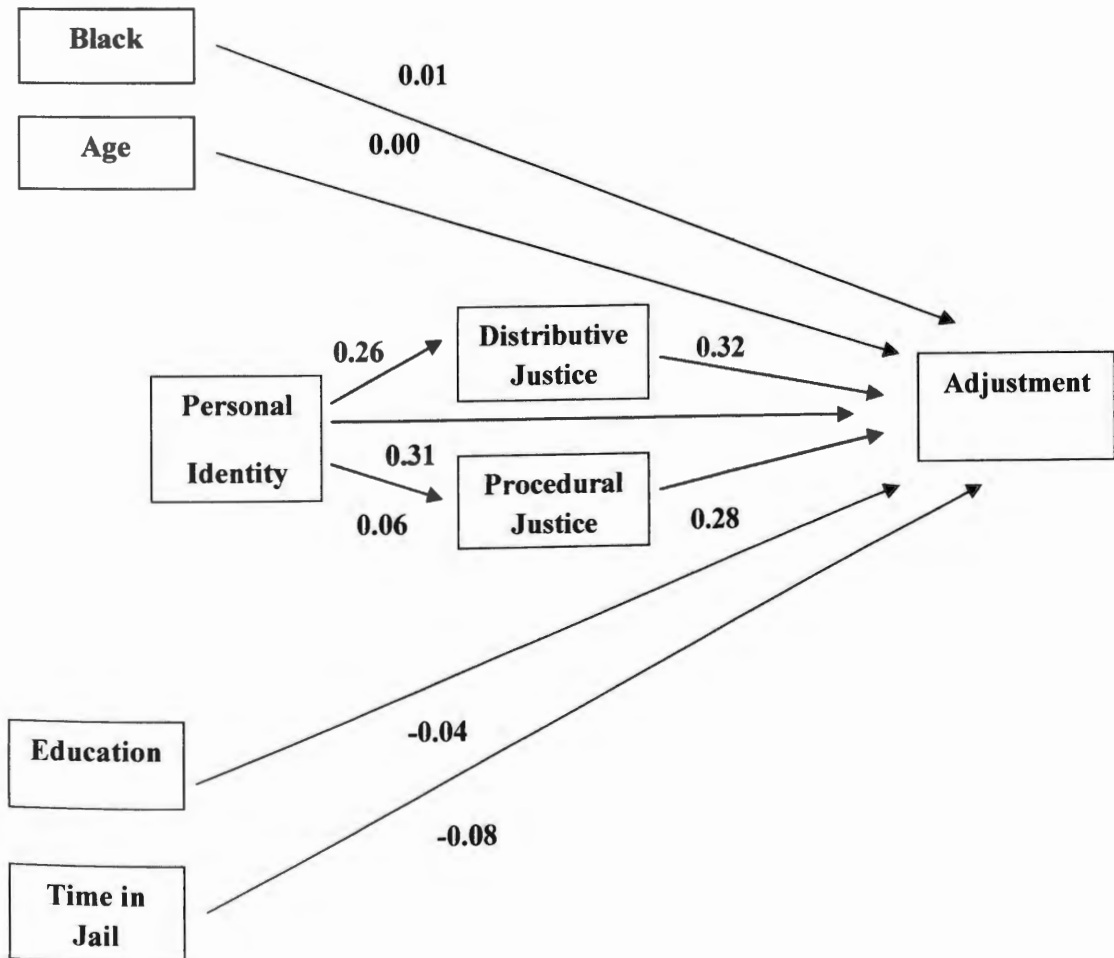 Black
0.01
Age
0.00
Distributive
Justice
0.26
0.32
Adjustment
Personal
Identity
0.31
Procedural
Justice
0.06
0.28
Education
-0.04
-0.08
Time in
Jail